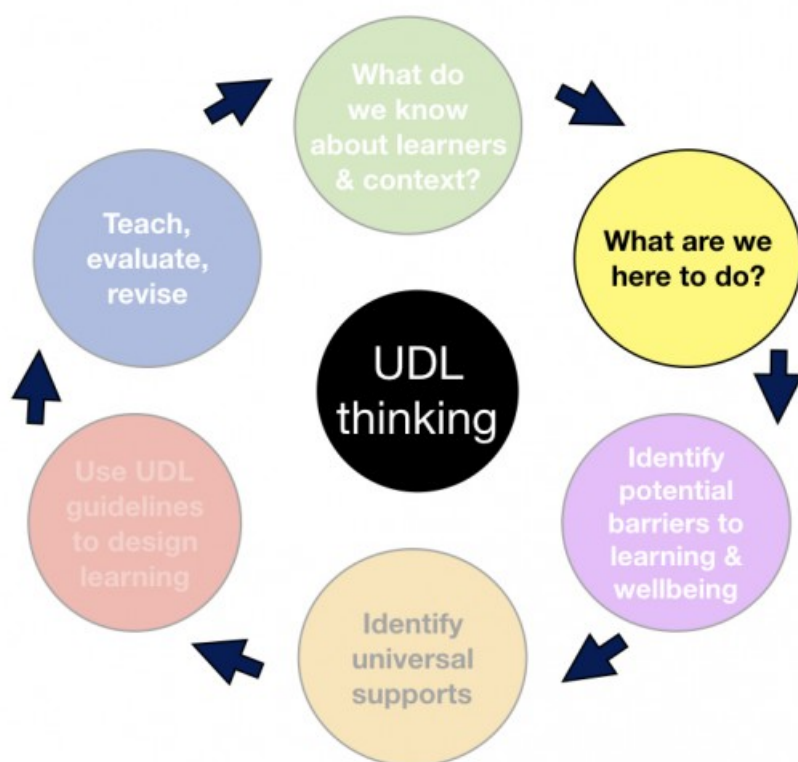 What do
we know
about learners
& context?
What are we
here to do?
Identify
potential
barriers to
learning &
wellbeing
Identify
universal
supports
Use UDL
guidelines
to design
learning
Teach,
evaluate,
revise
UDL
thinking